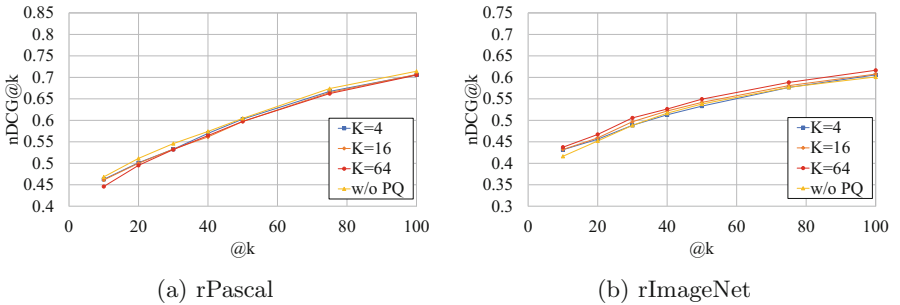 0.85
0.8
0.75
0.7
0.65
0.6
0.55
0.5
0.45
0.4
nDCG@k
0 20 40 60 80 100
@k
K=4
K=16
K=64
w/o PQ
(a) rPascal
0.75
0.7
0.65
0.6
0.55
0.5
0.45
0.4
0.35
0.3
nDCG@k
0 20 40 60 80 100
@k
K=4
K=16
K=64
w/o PQ
(b) rImageNet